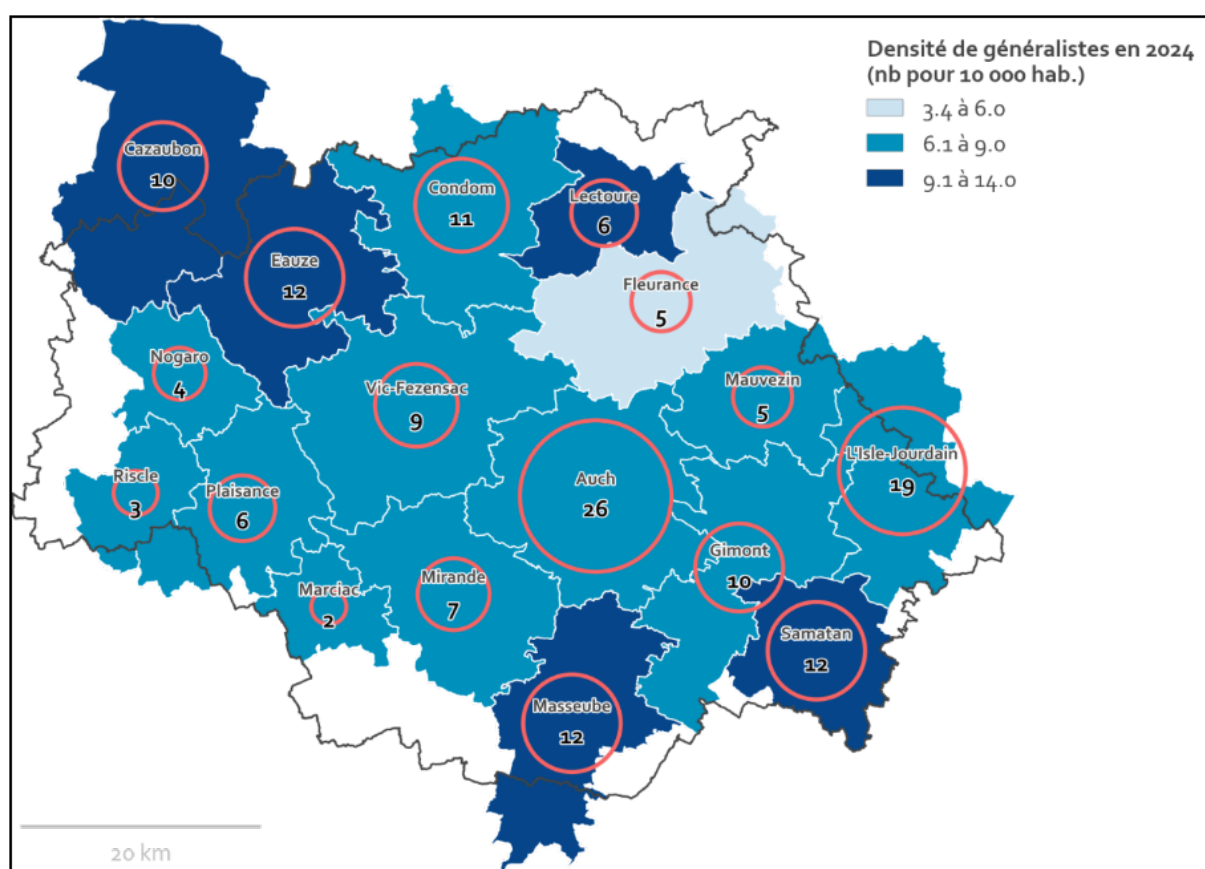 Densité de généralistes en 2024
(nb pour 10 000 hab.)
3.4 à 6.0
6.1 à 9.0
9.1 à 14.0
Cazaubon
10
Condom
11
Lectoure
6
Eauze
12
Fleurance
5
Nogaro
4
Vic-Fezensac
9
Mauvezin
5
L'Isle-Jourdain
19
Riscle
3
Plaisance
6
Auch
26
Gimont
10
Marciac
2
Mirande
7
Samatan
12
Masseube
12
20 km